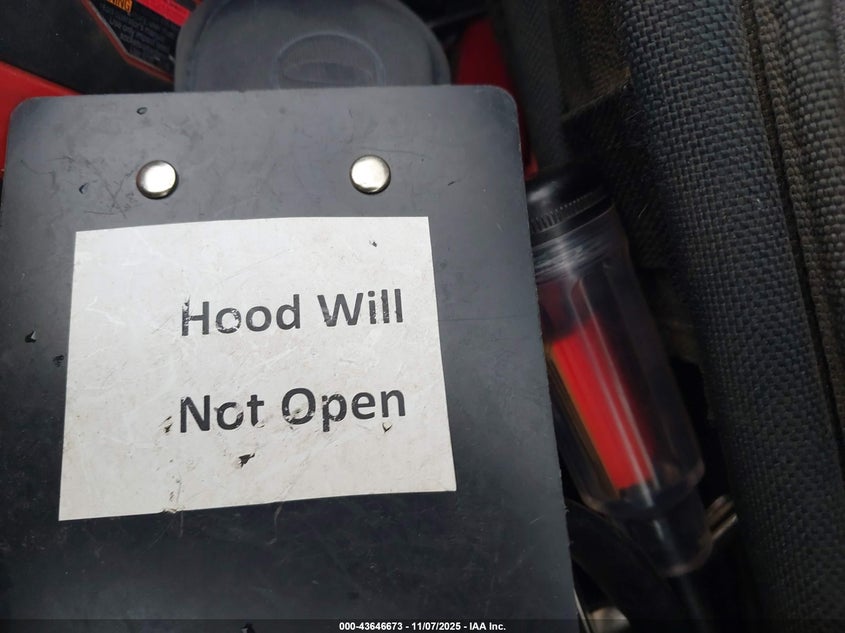 Hood Will
Not Open
000-43646673 - 11/07/2025 - IAA Inc.